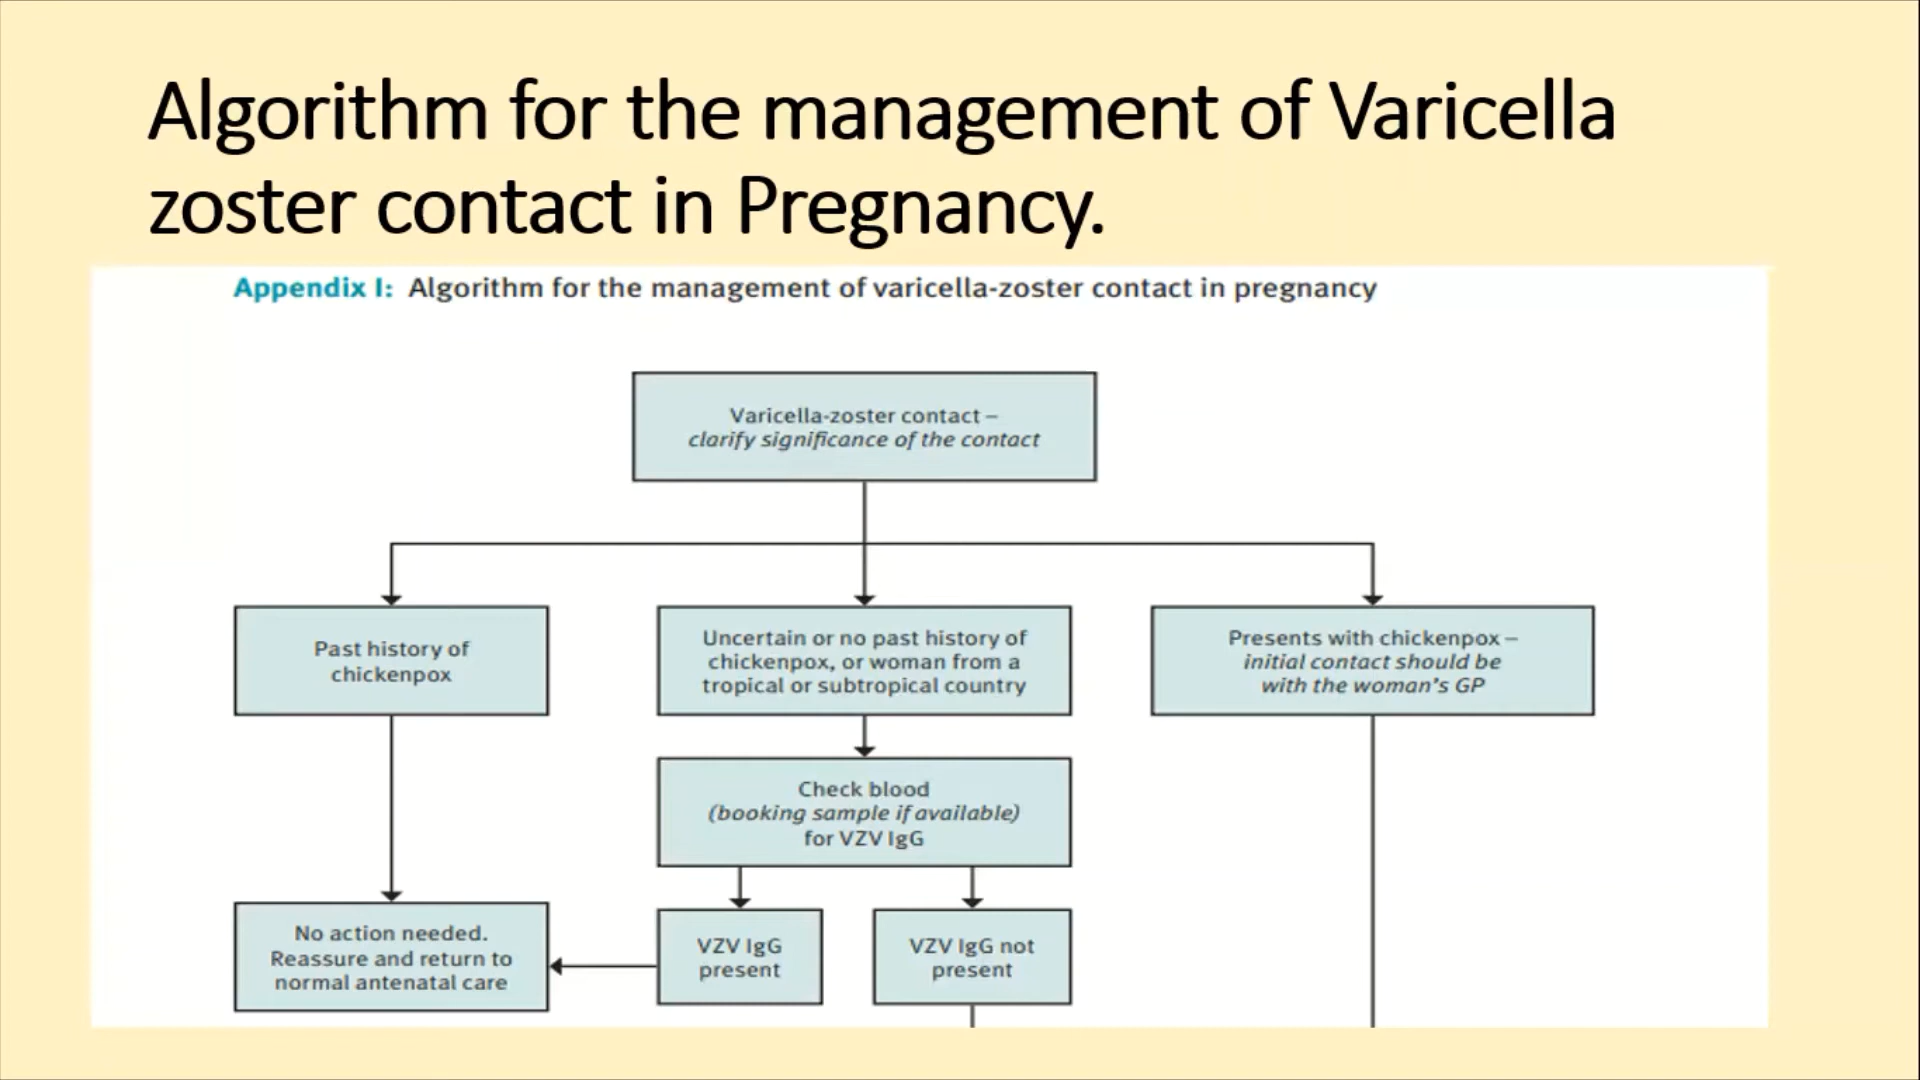 Algorithm for the management of Varicella
zoster contact in Pregnancy.
Appendix I: Algorithm for the management of varicella-zoster contact in pregnancy
Varicella-zoster contact –
clarify significance of the contact
Past history of
chickenpox
Uncertain or no past history of
chickenpox, or woman from a
tropical or subtropical country
Presents with chickenpox –
initial contact should be
with the woman's GP
Check blood
(booking sample if available)
for VZV IgG
No action needed.
Reassure and return to
normal antenatal care
VZV IgG
present
VZV IgG not
present